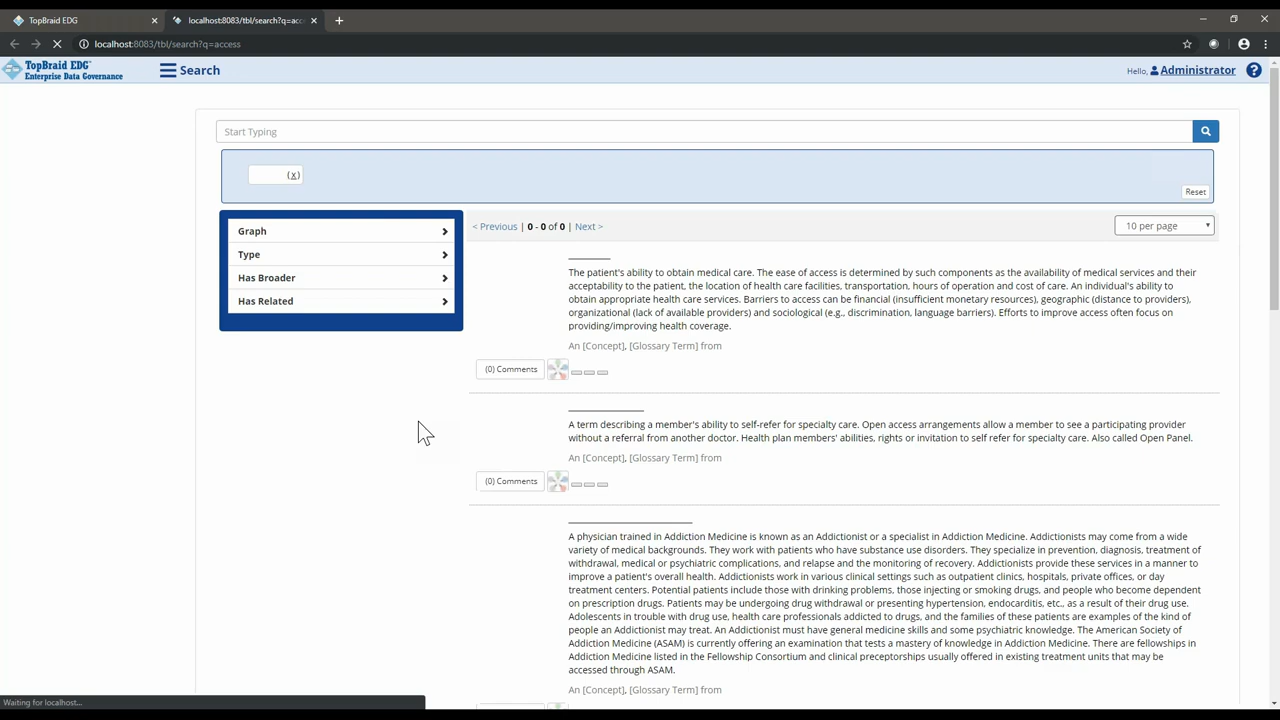 TopBraid EDG
localhost:8083/tbl/search?q=acce
localhost:8083/tbl/search?q=access
TopBraid EDG™
Enterprise Data Governance
Search
Hello, Administrator
Start Typing
(x)
Reset
Graph
Type
Has Broader
Has Related
< Previous | 0 - 0 of 0 | Next >
10 per page
The patient's ability to obtain medical care. The ease of access is determined by such components as the availability of medical services and their
acceptability to the patient, the location of health care facilities, transportation, hours of operation and cost of care. An individual's ability to
obtain appropriate health care services. Barriers to access can be financial (insufficient monetary resources), geographic (distance to providers),
organizational (lack of available providers) and sociological (e.g., discrimination, language barriers). Efforts to improve access often focus on
providing/improving health coverage.
An [Concept], [Glossary Term] from
(0) Comments
A term describing a member's ability to self-refer for specialty care. Open access arrangements allow a member to see a participating provider
without a referral from another doctor. Health plan members' abilities, rights or invitation to self refer for specialty care. Also called Open Panel.
An [Concept], [Glossary Term] from
(0) Comments
A physician trained in Addiction Medicine is known as an Addictionist or a specialist in Addiction Medicine. Addictionists may come from a wide
variety of medical backgrounds. They work with patients who have substance use disorders. They specialize in prevention, diagnosis, treatment of
withdrawal, medical or psychiatric complications, and relapse and the monitoring of recovery. Addictionists provide these services in a manner to
improve a patient's overall health. Addictionists work in various clinical settings such as outpatient clinics, hospitals, private offices, or day
treatment centers. Potential patients include those with drinking problems, those injecting or smoking drugs, and people who become dependent
on prescription drugs. Patients may be undergoing drug withdrawal or presenting hypertension, endocarditis, etc., as a result of their drug use.
Adolescents in trouble with drug use, health care professionals addicted to drugs, and the families of these patients are examples of the kind of
people an Addictionist may treat. An Addictionist must have general medicine skills and some psychiatric knowledge. The American Society of
Addiction Medicine (ASAM) is currently offering an examination that tests a mastery of knowledge in Addiction Medicine. There are fellowships in
Addiction Medicine listed in the Fellowship Consortium and clinical preceptorships usually offered in existing treatment units that may be
accessed through ASAM.
An [Concept], [Glossary Term] from
Waiting for localhost...